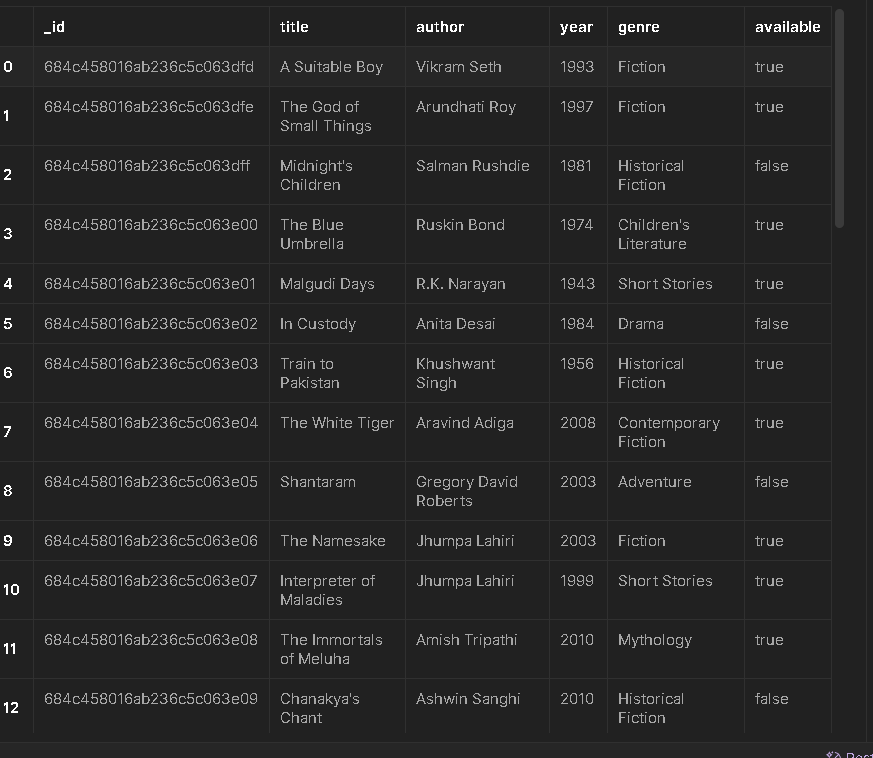 _id title author year genre available
0 684c458016ab236c5c063dfd A Suitable Boy Vikram Seth 1993 Fiction true
1 684c458016ab236c5c063dfe The God of Arundhati Roy 1997 Fiction true
Small Things
2 684c458016ab236c5c063dff Midnight's Salman Rushdie 1981 Historical false
Children Fiction
3 684c458016ab236c5c063e00 The Blue Ruskin Bond 1974 Children's true
Umbrella Literature
4 684c458016ab236c5c063e01 Malgudi Days R.K. Narayan 1943 Short Stories true
5 684c458016ab236c5c063e02 In Custody Anita Desai 1984 Drama false
6 684c458016ab236c5c063e03 Train to Khushwant 1956 Historical true
Pakistan Singh Fiction
7 684c458016ab236c5c063e04 The White Tiger Aravind Adiga 2008 Contemporary true
Fiction
8 684c458016ab236c5c063e05 Shantaram Gregory David 2003 Adventure false
Roberts
9 684c458016ab236c5c063e06 The Namesake Jhumpa Lahiri 2003 Fiction true
10 684c458016ab236c5c063e07 Interpreter of Jhumpa Lahiri 1999 Short Stories true
Maladies
11 684c458016ab236c5c063e08 The Immortals Amish Tripathi 2010 Mythology true
of Meluha
12 684c458016ab236c5c063e09 Chanakya's Ashwin Sanghi 2010 Historical false
Chant Fiction